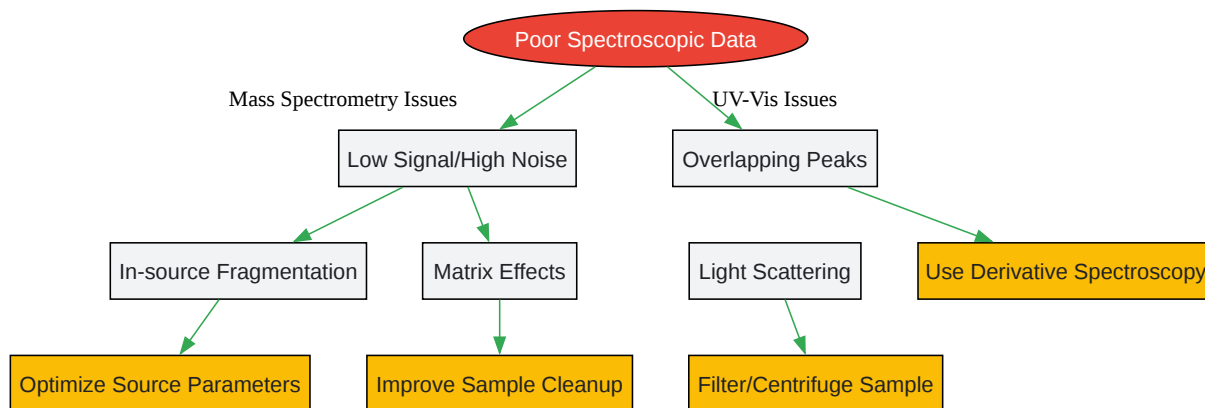 Poor Spectroscopic Data
Mass Spectrometry Issues
UV-Vis Issues
Low Signal/High Noise
Overlapping Peaks
In-source Fragmentation
Matrix Effects
Light Scattering
Use Derivative Spectroscopy
Optimize Source Parameters
Improve Sample Cleanup
Filter/Centrifuge Sample